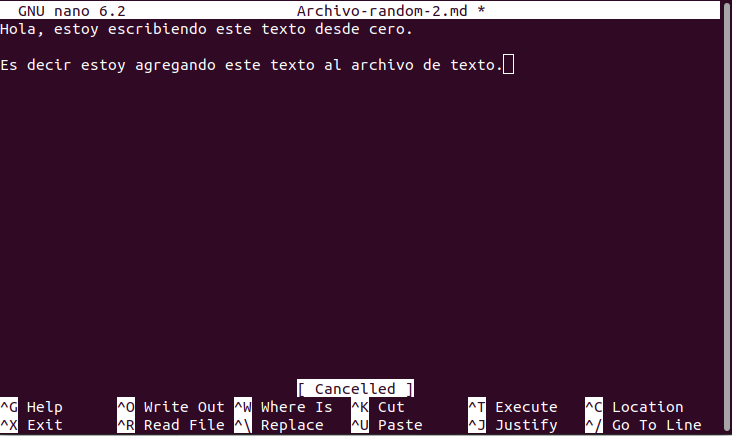 GNU nano 6.2 Archivo-random-2.md *
Hola, estoy escribiendo este texto desde cero.
Es decir estoy agregando este texto al archivo de texto.
[ Cancelled ]
^G Help ^O Write Out ^W Where Is ^K Cut ^T Execute ^C Location
^X Exit ^R Read File ^\ Replace ^U Paste ^J Justify ^/ Go To Line